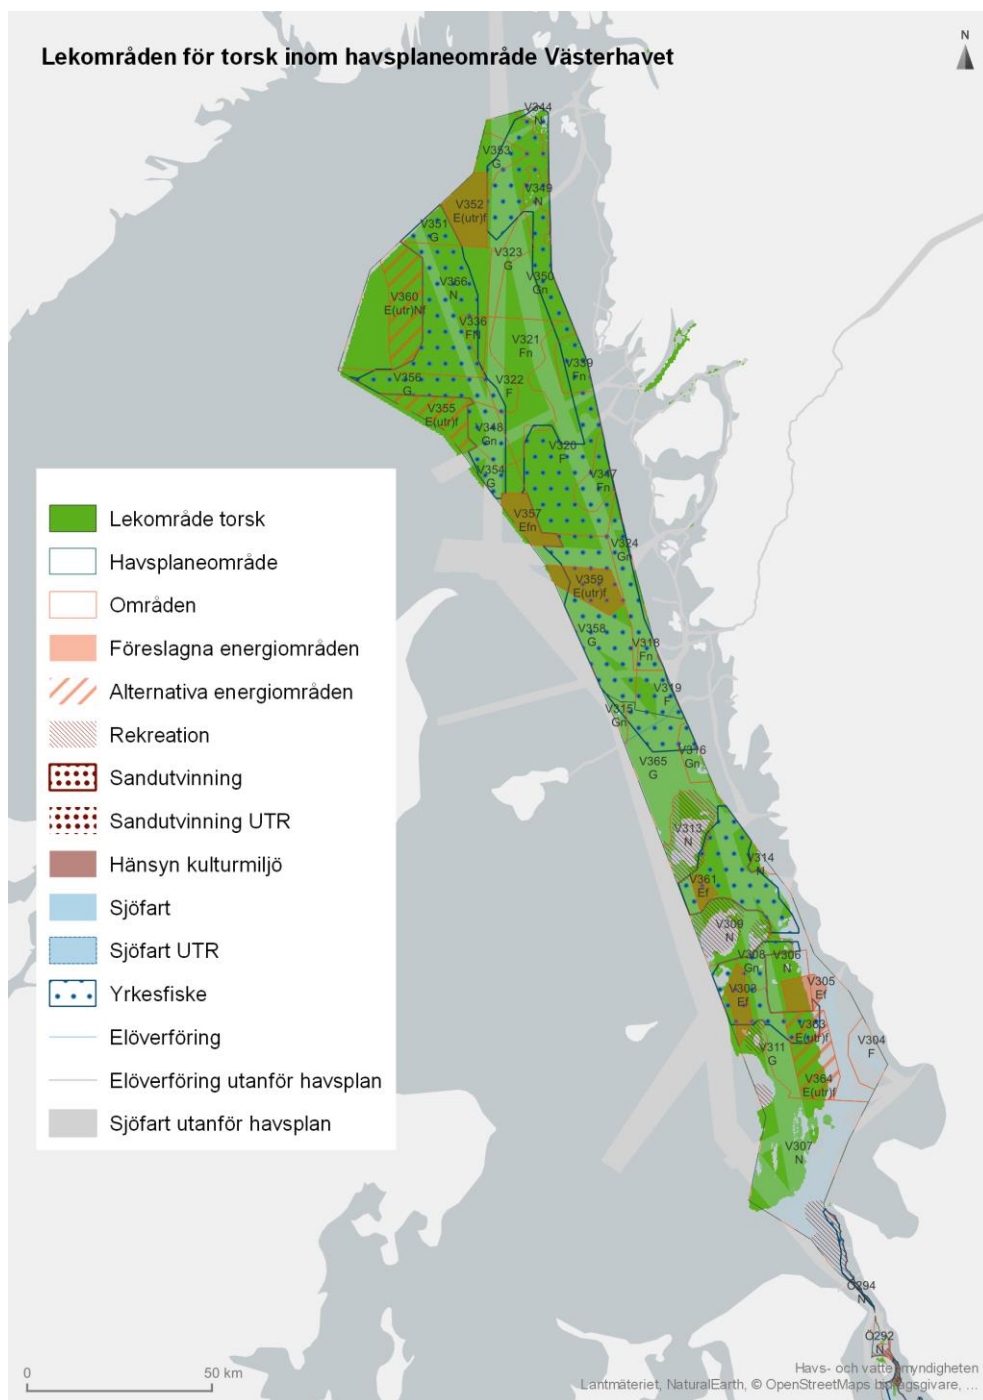 Lekområden för torsk inom havsplaneområde Västerhavet
N
V344
N
V353
G
V349
N
V352
E(utr)f
V351
G
V323
G
V350
Gn
V366
N
V360
E(utr)Nf
V336
FN
V321
Fn
V339
Fn
V356
G
V322
F
V355
E(utr)f
V348
Gn
V320
F
V354
G
V347
Fn
V357
Efn
V324
Gn
V359
E(utr)f
V358
G
V318
Fn
V319
F
V315
Gn
V316
Gn
V365
G
V313
N
V314
N
V361
Ef
V309
N
V308
Gn
V306
N
V305
Ef
V303
Ef
V363
E(utr)f
V304
F
V311
G
V364
E(utr)f
V307
N
Ö294
N
Ö292
N
Lekområde torsk
Havsplaneområde
Områden
Föreslagna energiområden
Alternativa energiområden
Rekreation
Sandutvinning
Sandutvinning UTR
Hänsyn kulturmiljö
Sjöfart
Sjöfart UTR
Yrkesfiske
Elöverföring
Elöverföring utanför havsplan
Sjöfart utanför havsplan
0 50 km
Havs- och vattenmyndigheten
Lantmäteriet, NaturalEarth, © OpenStreetMaps bidragsgivare, ...